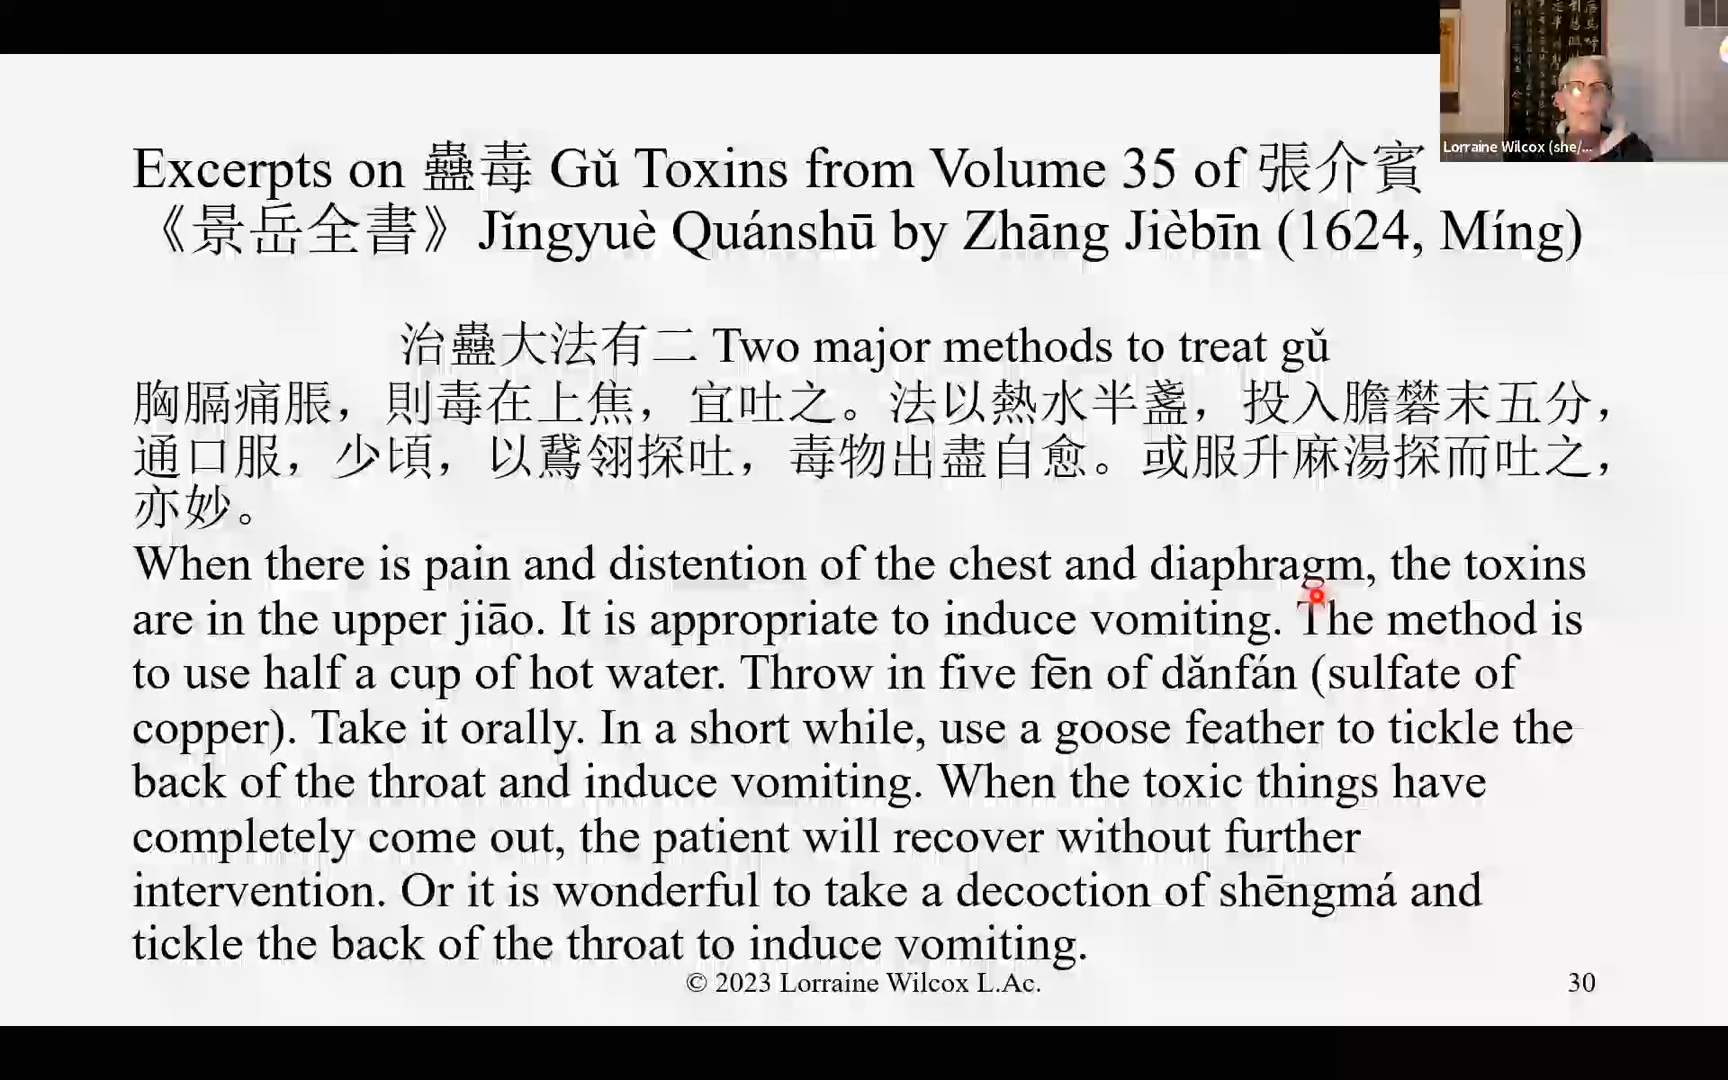 Lorraine Wilcox (she/...
Excerpts on 蠱毒 Gǔ Toxins from Volume 35 of 張介賓
《景岳全書》Jǐngyuè Quánshū by Zhāng Jièbīn (1624, Míng)
治蠱大法有二 Two major methods to treat gǔ
胸膈痛脹，則毒在上焦，宜吐之。法以熱水半盞，投入膽礬末五分，
通口服，少頃，以鵞翎探吐，毒物出盡自愈。或服升麻湯探而吐之，
亦妙。
When there is pain and distention of the chest and diaphragm, the toxins
are in the upper jiāo. It is appropriate to induce vomiting. The method is
to use half a cup of hot water. Throw in five fēn of dǎnfán (sulfate of
copper). Take it orally. In a short while, use a goose feather to tickle the
back of the throat and induce vomiting. When the toxic things have
completely come out, the patient will recover without further
intervention. Or it is wonderful to take a decoction of shēngmá and
tickle the back of the throat to induce vomiting.
© 2023 Lorraine Wilcox L.Ac.
30